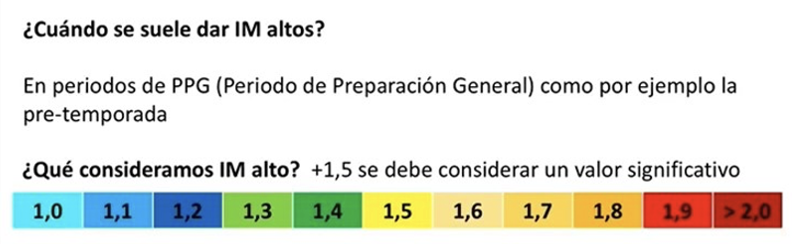 ¿Cuándo se suele dar IM altos?
En periodos de PPG (Periodo de Preparación General) como por ejemplo la
pre-temporada
¿Qué consideramos IM alto? +1,5 se debe considerar un valor significativo
1,0 1,1 1,2 1,3 1,4 1,5 1,6 1,7 1,8 1,9 > 2,0